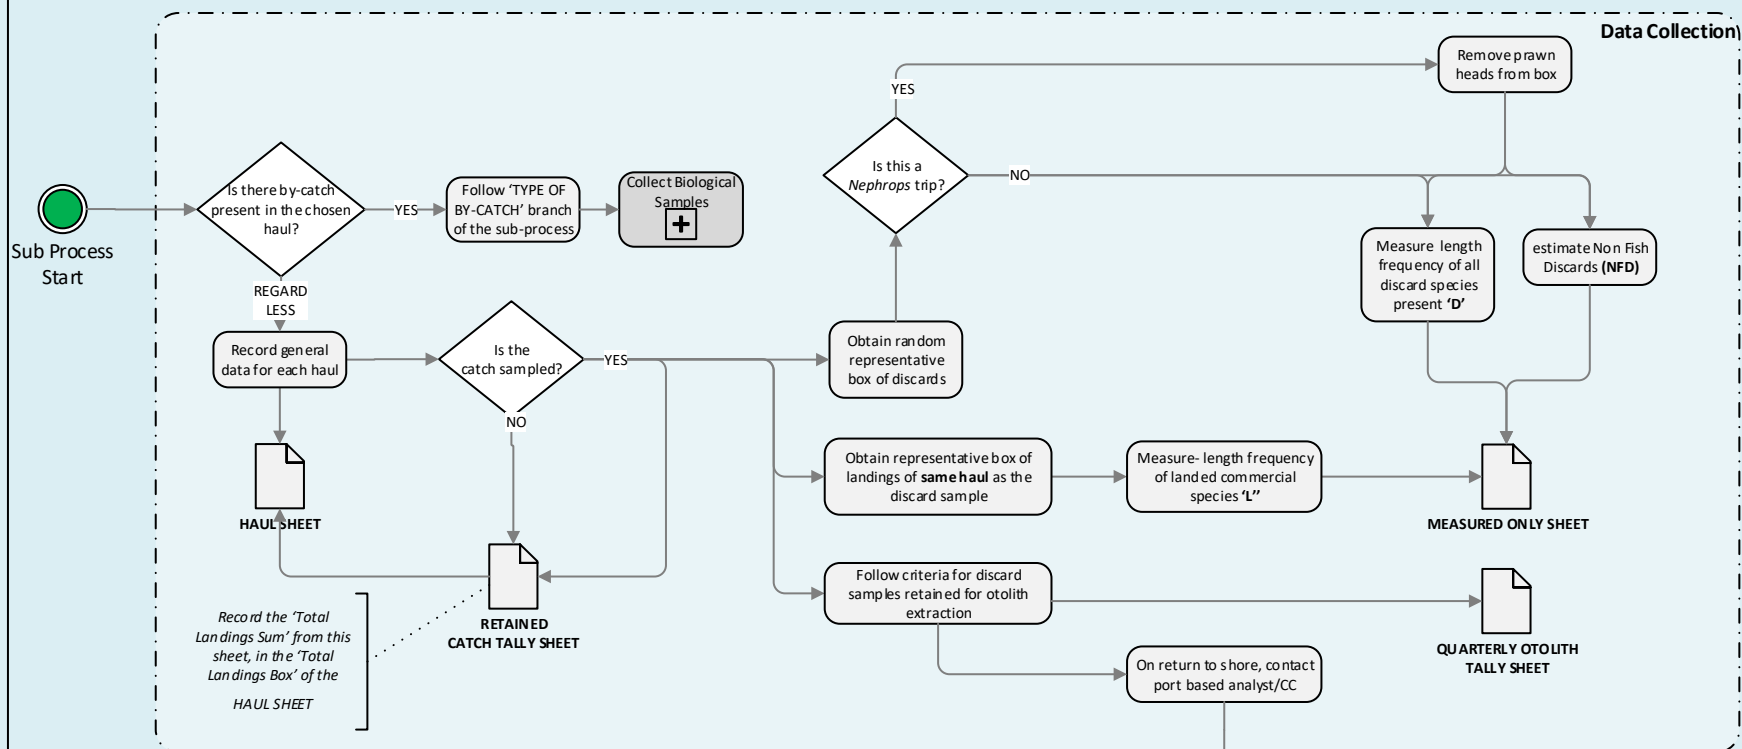 Data Collection
Remove prawn
heads from box
YES
Is this a
Nephrops trip?
NO
Is there by-catch
present in the chosen
haul?
YES
Follow ‘TYPE OF
BY-CATCH’ branch
of the sub-process
Collect Biological
Samples
Sub Process
Start
Measure length
frequency of all
discard species
present ‘D’
estimate Non Fish
Discards (NFD)
REGARD
LESS
Record general
data for each haul
Is the
catch sampled?
YES
Obtain random
representative
box of discards
NO
Obtain representative box of
landings of same haul as the
discard sample
Measure- length frequency
of landed commercial
species ‘L’’
HAUL SHEET
MEASURED ONLY SHEET
Follow criteria for discard
samples retained for otolith
extraction
RETAINED
CATCH TALLY SHEET
QUARTERLY OTOLITH
TALLY SHEET
Record the ‘Total
Landings Sum’ from this
sheet, in the ‘Total
Landings Box’ of the
HAUL SHEET
On return to shore, contact
port based analyst/CC